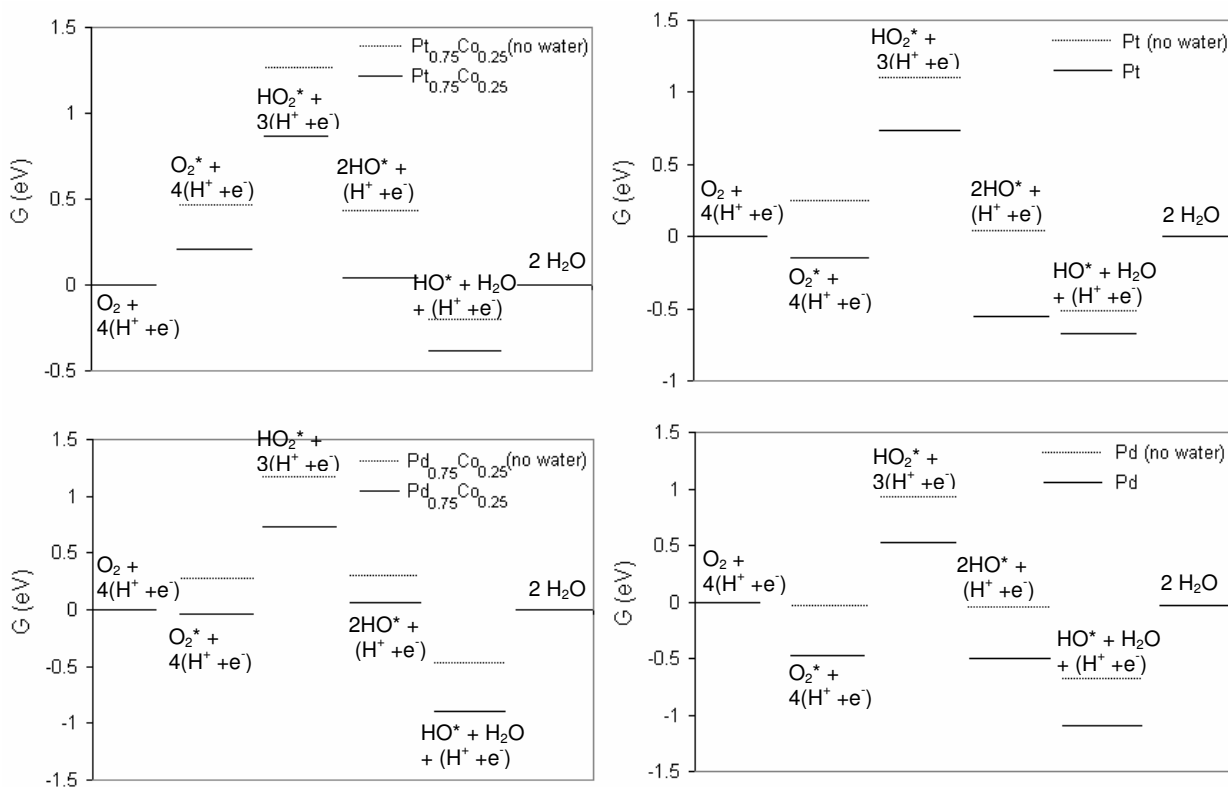 1.5
1
0.5
0
-0.5
G (eV)
Pt0.75Co0.25(no water)
Pt0.75Co0.25
O2 +
4(H+ +e-)
O2* +
4(H+ +e-)
HO2* +
3(H+ +e-)
2HO* +
(H+ +e-)
HO* + H2O
+ (H+ +e-)
2 H2O
1.5
1
0.5
0
-0.5
-1
G (eV)
Pt (no water)
Pt
O2 +
4(H+ +e-)
O2* +
4(H+ +e-)
HO2* +
3(H+ +e-)
2HO* +
(H+ +e-)
HO* + H2O
+ (H+ +e-)
2 H2O
1.5
1
0.5
0
-0.5
-1
-1.5
G (eV)
Pd0.75Co0.25(no water)
Pd0.75Co0.25
O2 +
4(H+ +e-)
O2* +
4(H+ +e-)
HO2* +
3(H+ +e-)
2HO* +
(H+ +e-)
HO* + H2O
+ (H+ +e-)
2 H2O
1.5
1
0.5
0
-0.5
-1
-1.5
G (eV)
Pd (no water)
Pd
O2 +
4(H+ +e-)
O2* +
4(H+ +e-)
HO2* +
3(H+ +e-)
2HO* +
(H+ +e-)
HO* + H2O
+ (H+ +e-)
2 H2O